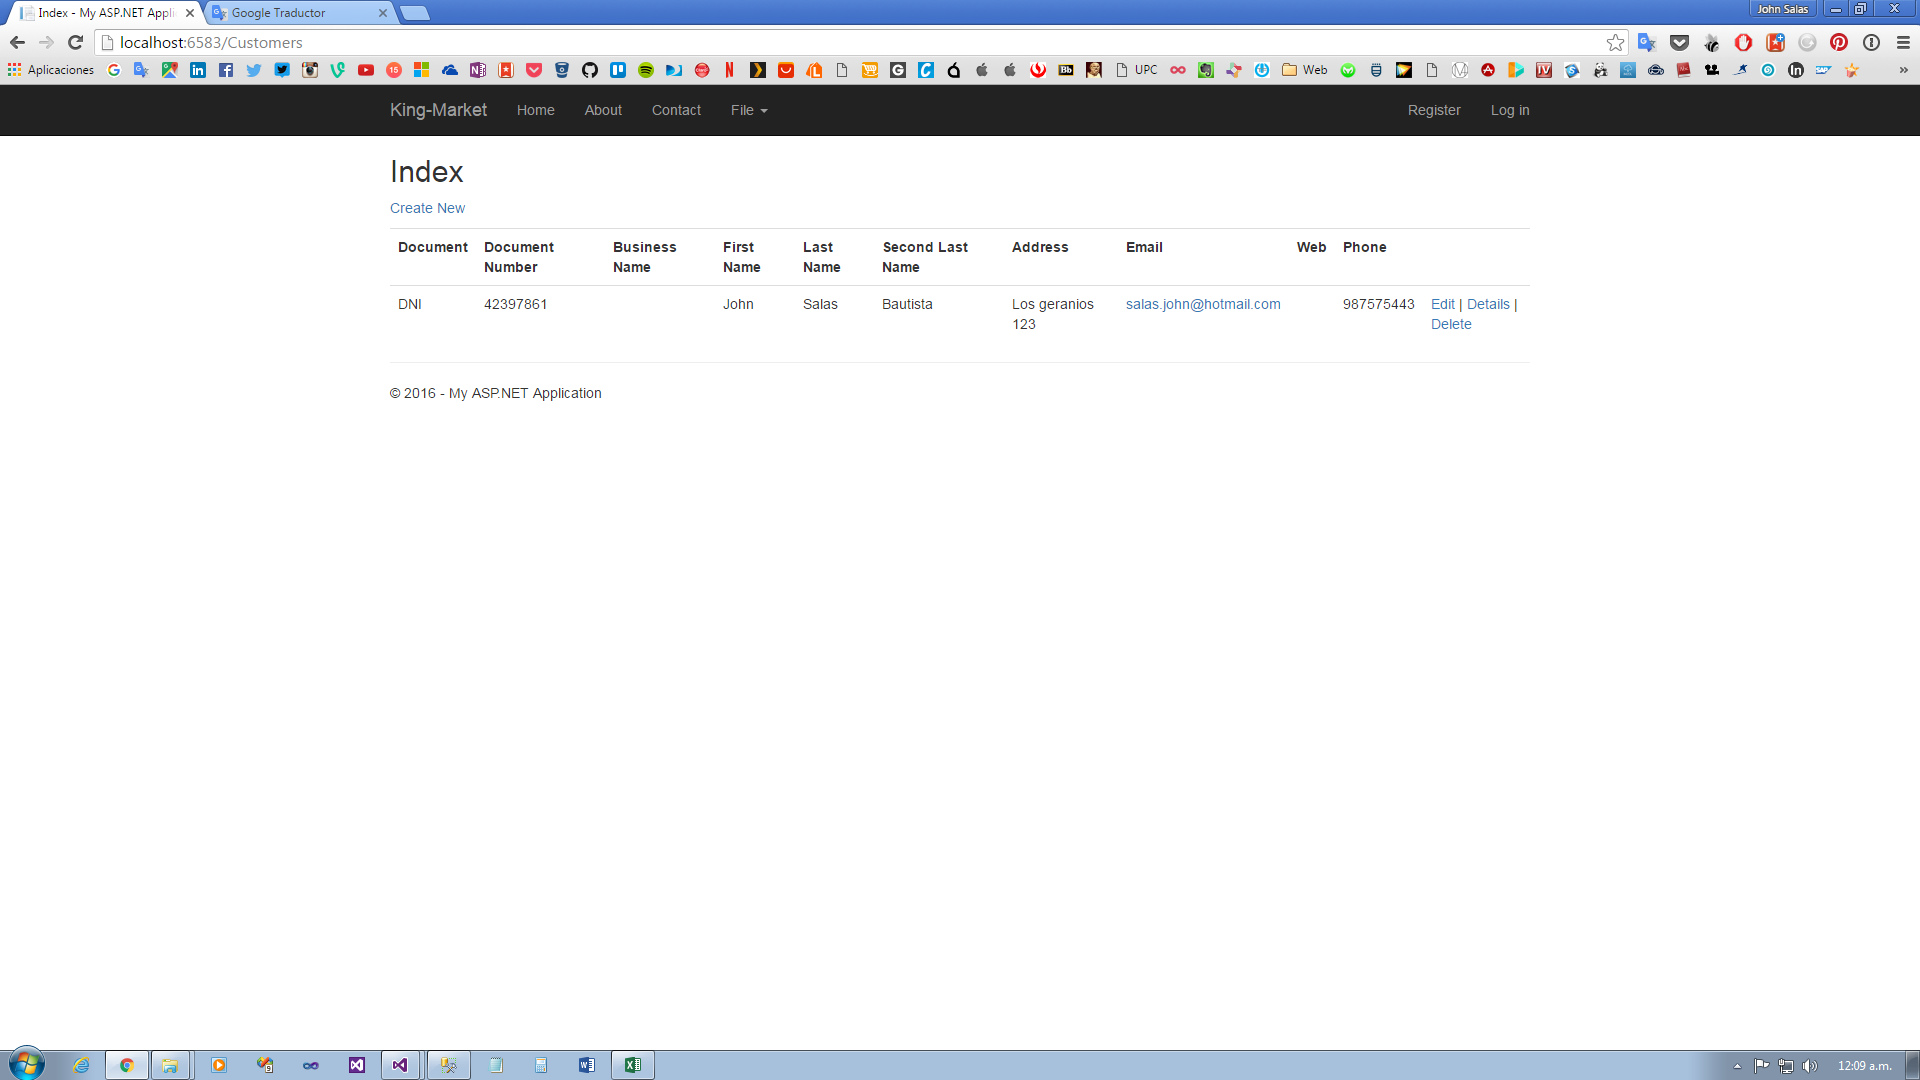 Index - My ASP.NET Appli
Google Traductor
John Salas
localhost:6583/Customers
Aplicaciones
UPC
Web
King-Market
Home
About
Contact
File
Register
Log in
Index
Create New
Document
Document Number
Business Name
First Name
Last Name
Second Last Name
Address
Email
Web
Phone
DNI
42397861
John
Salas
Bautista
Los geranios 123
salas.john@hotmail.com
987575443
Edit | Details |
Delete
© 2016 - My ASP.NET Application
12:09 a.m.